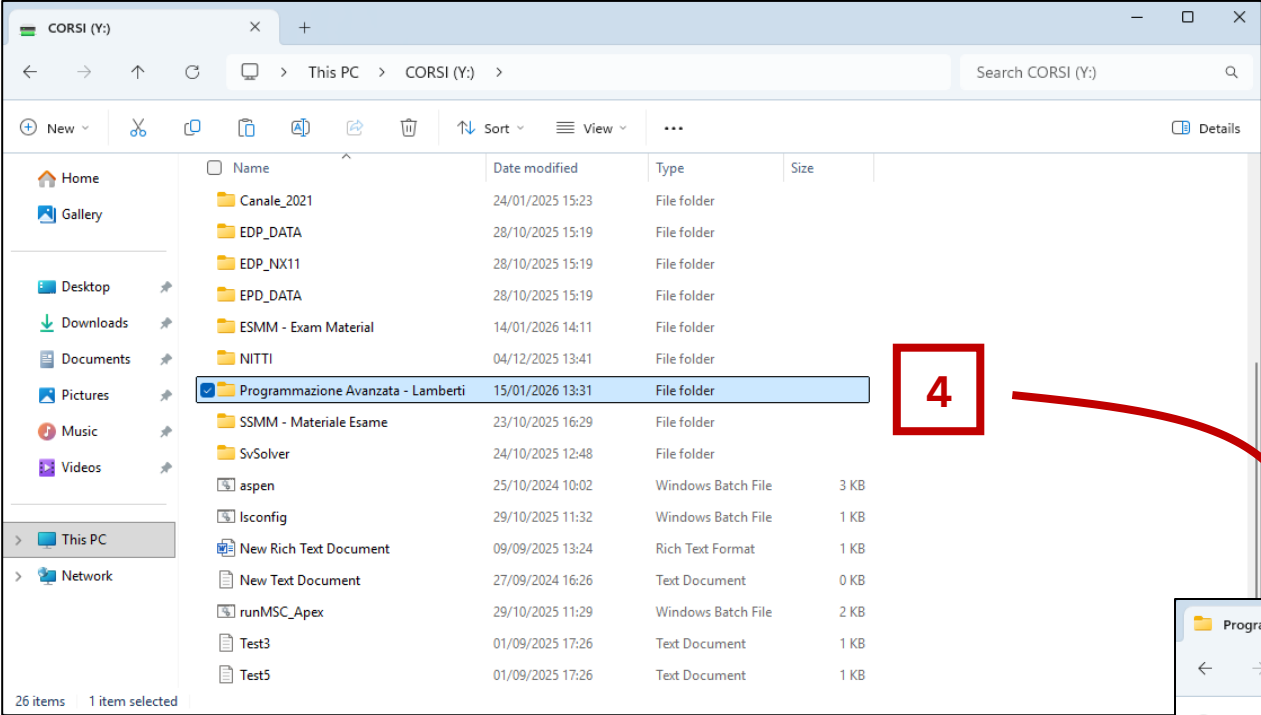 CORSI (Y:)
This PC > CORSI (Y:) >
Search CORSI (Y:)
New
Sort
View
Details
Name Date modified Type Size
Home
Gallery
Desktop
Downloads
Documents
Pictures
Music
Videos
This PC
Network
Canale_2021 24/01/2025 15:23 File folder
EDP_DATA 28/10/2025 15:19 File folder
EDP_NX11 28/10/2025 15:19 File folder
EPD_DATA 28/10/2025 15:19 File folder
ESMM - Exam Material 14/01/2026 14:11 File folder
NITTI 04/12/2025 13:41 File folder
Programmazione Avanzata - Lamberti 15/01/2026 13:31 File folder
SSMM - Materiale Esame 23/10/2025 16:29 File folder
SvSolver 24/10/2025 12:48 File folder
aspen 25/10/2024 10:02 Windows Batch File 3 KB
lsconfig 29/10/2025 11:32 Windows Batch File 1 KB
New Rich Text Document 09/09/2025 13:24 Rich Text Format 1 KB
New Text Document 27/09/2024 16:26 Text Document 0 KB
runMSC_Apex 29/10/2025 11:29 Windows Batch File 2 KB
Test3 01/09/2025 17:26 Text Document 1 KB
Test5 01/09/2025 17:26 Text Document 1 KB
4
26 items 1 item selected
Progra